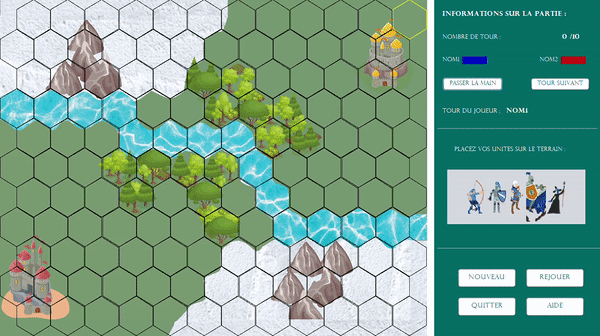 INFORMATIONS SUR LA PARTIE :
NOMBRE DE TOUR : 0 /10
NOM1 NOM2
PASSER LA MAIN TOUR SUIVANT
TOUR DU JOUEUR : NOM1
PLACEZ VOS UNITES SUR LE TERRAIN :
NOUVEAU REJOUER
QUITTER AIDE